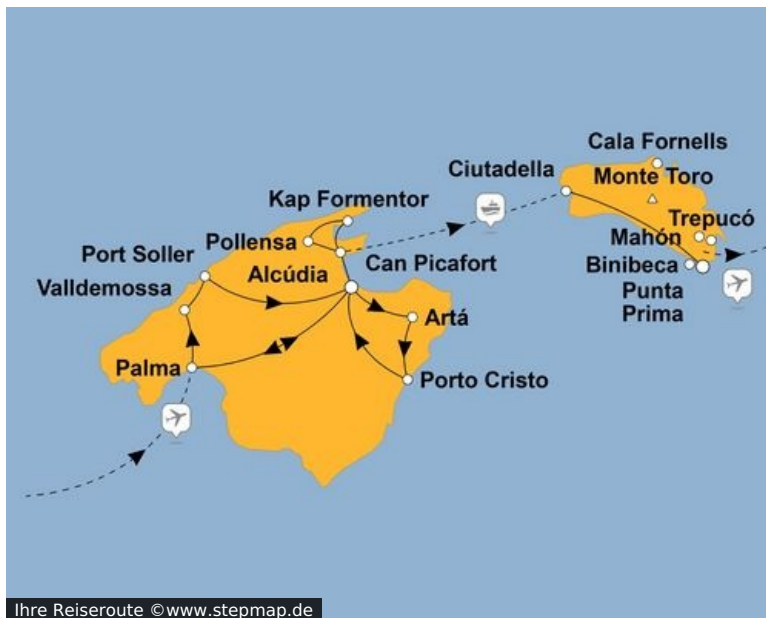 Cala Fornells
Ciutadella
Monte Toro
Kap Formentor
Trepucó
Port Soller
Pollensa
Mahón
Alcúdia
Can Picafort
Binibeca
Valldemossa
Punta
Prima
Artá
Palma
Porto Cristo
Ihre Reiseroute ©www.stepmap.de